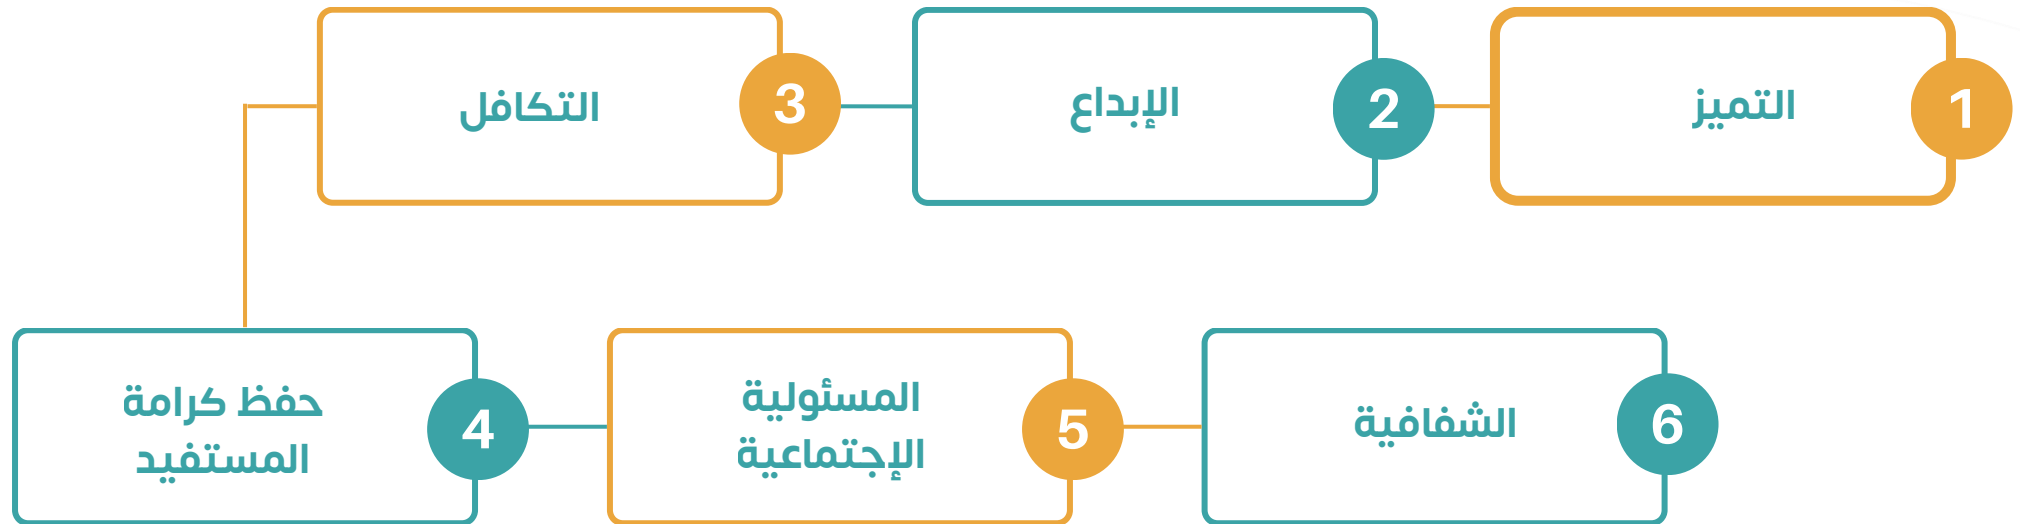 1
التميز
2
الإبداع
3
التكافل
4
حفظ كرامة
المستفيد
5
المسئولية
الإجتماعية
6
الشفافية